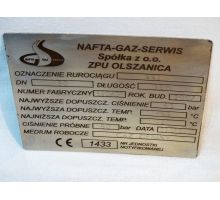 NAFTA-GAZ-SERWIS
Spółka z o.o.
ZPU OLSZANICA
OZNACZENIE RUROCIĄGU
DN DŁUGOŚĆ
NUMER FABRYCZNY ROK. BUD.
NAJWYŻSZE DOPUSZCZ. CIŚNIENIE bar
NAJWYŻSZA DOPUSZCZ. TEMP. °C
NAJNIŻSZA DOPUSZCZ. TEMP. °C
CIŚNIENIE PRÓBNE bar DATA
MEDIUM ROBOCZE
CE 1433 NR JEDNOSTKI
NOTYFIKOWANEJ